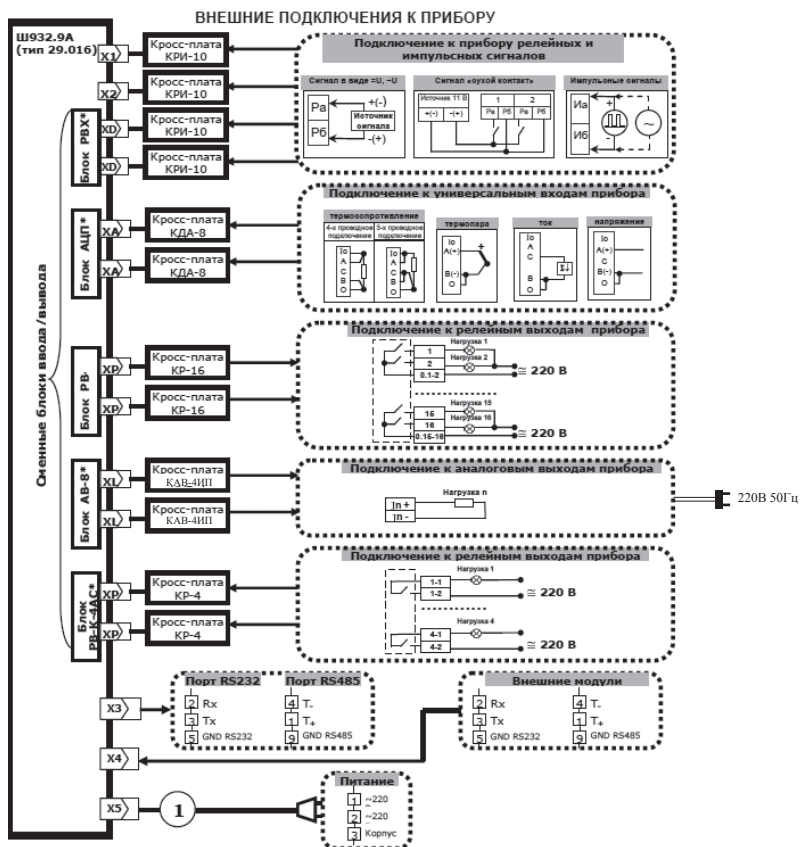 ВНЕШНИЕ ПОДКЛЮЧЕНИЯ К ПРИБОРУ
Ш932.9А
(тип 29.016)
Сменные блоки ввода/вывода
X1
Кросс-плата
КРИ-10
X2
Кросс-плата
КРИ-10
Блок РВХ*
XD
Кросс-плата
КРИ-10
XD
Кросс-плата
КРИ-10
Подключение к прибору релейных и
импульсных сигналов
Сигнал в виде =U, ~U
Ра
Рб
+(-)
Источник
сигнала
-(+)
Сигнал «сухой контакт»
Источник 11 В
+(-) -(+)
1 2
Ра Рб Ра Рб
Импульсные сигналы
Иа
Иб
+
-
~
Блок АЦП*
XA
Кросс-плата
КДА-8
XA
Кросс-плата
КДА-8
Подключение к универсальным входам прибора
термосопротивление
4-х проводное
подключение
Io
A
C
B
O
3-х проводное
подключение
Io
A
C
B
O
термопара
Io
A(+)
C
B(-)
O
+
ток
Io
A
C
B
O
I↓
напряжение
Io
A(+)
C
B(-)
O
Блок РВ-
XP
Кросс-плата
КР-16
XP
Кросс-плата
КР-16
Подключение к релейным выходам прибора
1
2
0.1-2
Нагрузка 1
Нагрузка 2
≅ 220 В
15
16
0.15-16
Нагрузка 15
Нагрузка 16
≅ 220 В
Блок АВ-8*
XL
Кросс-плата
КАВ-4ИП
XL
Кросс-плата
КАВ-4ИП
Подключение к аналоговым выходам прибора
In +
In -
Нагрузка n
220В 50Гц
Блок
РВ-К-4АС*
XP
Кросс-плата
КР-4
XP
Кросс-плата
КР-4
Подключение к релейным выходам прибора
1-1
1-2
Нагрузка 1
≅ 220 В
4-1
4-2
Нагрузка 4
≅ 220 В
X3
Порт RS232
2 Rx
3 Tx
5 GND RS232
Порт RS485
4 T-
1 T+
9 GND RS485
Внешние модули
2 Rx
3 Tx
5 GND RS232
4 T-
1 T+
9 GND RS485
X4
X5
1
Питание
1 ~220
2 ~220
3 Корпус